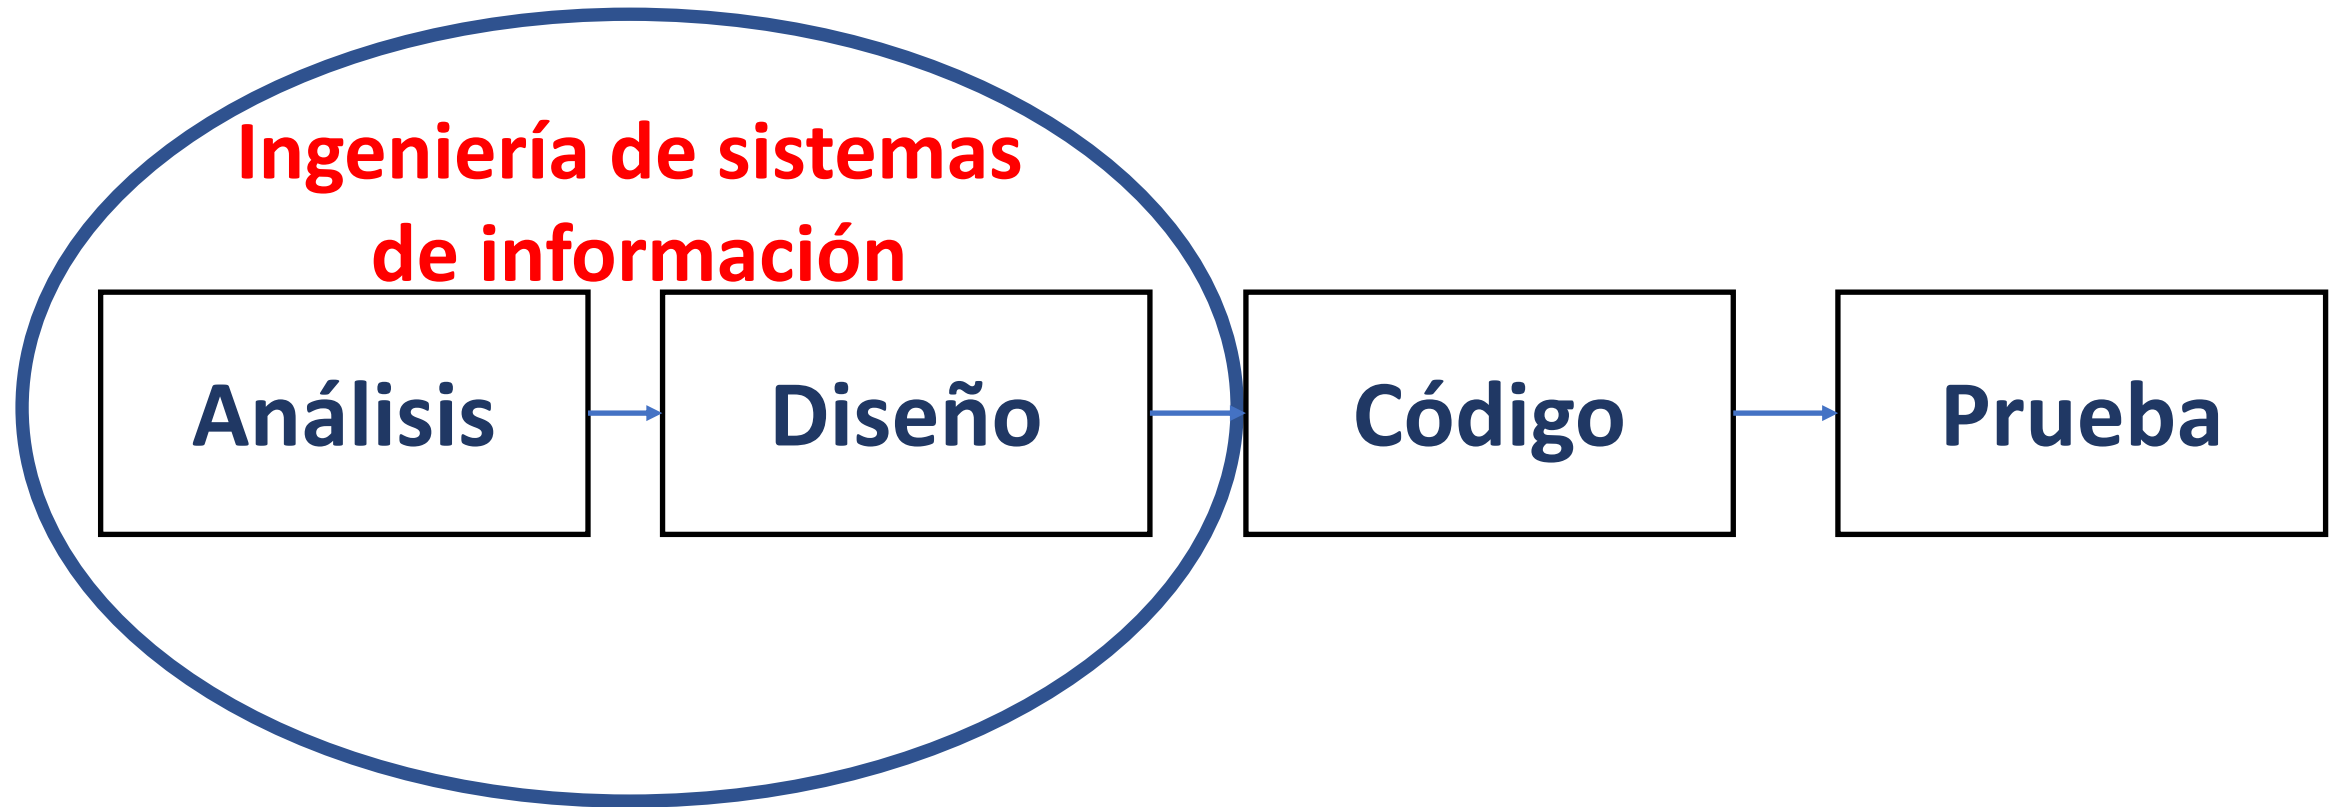 Ingeniería de sistemas
de información
Análisis
Diseño
Código
Prueba